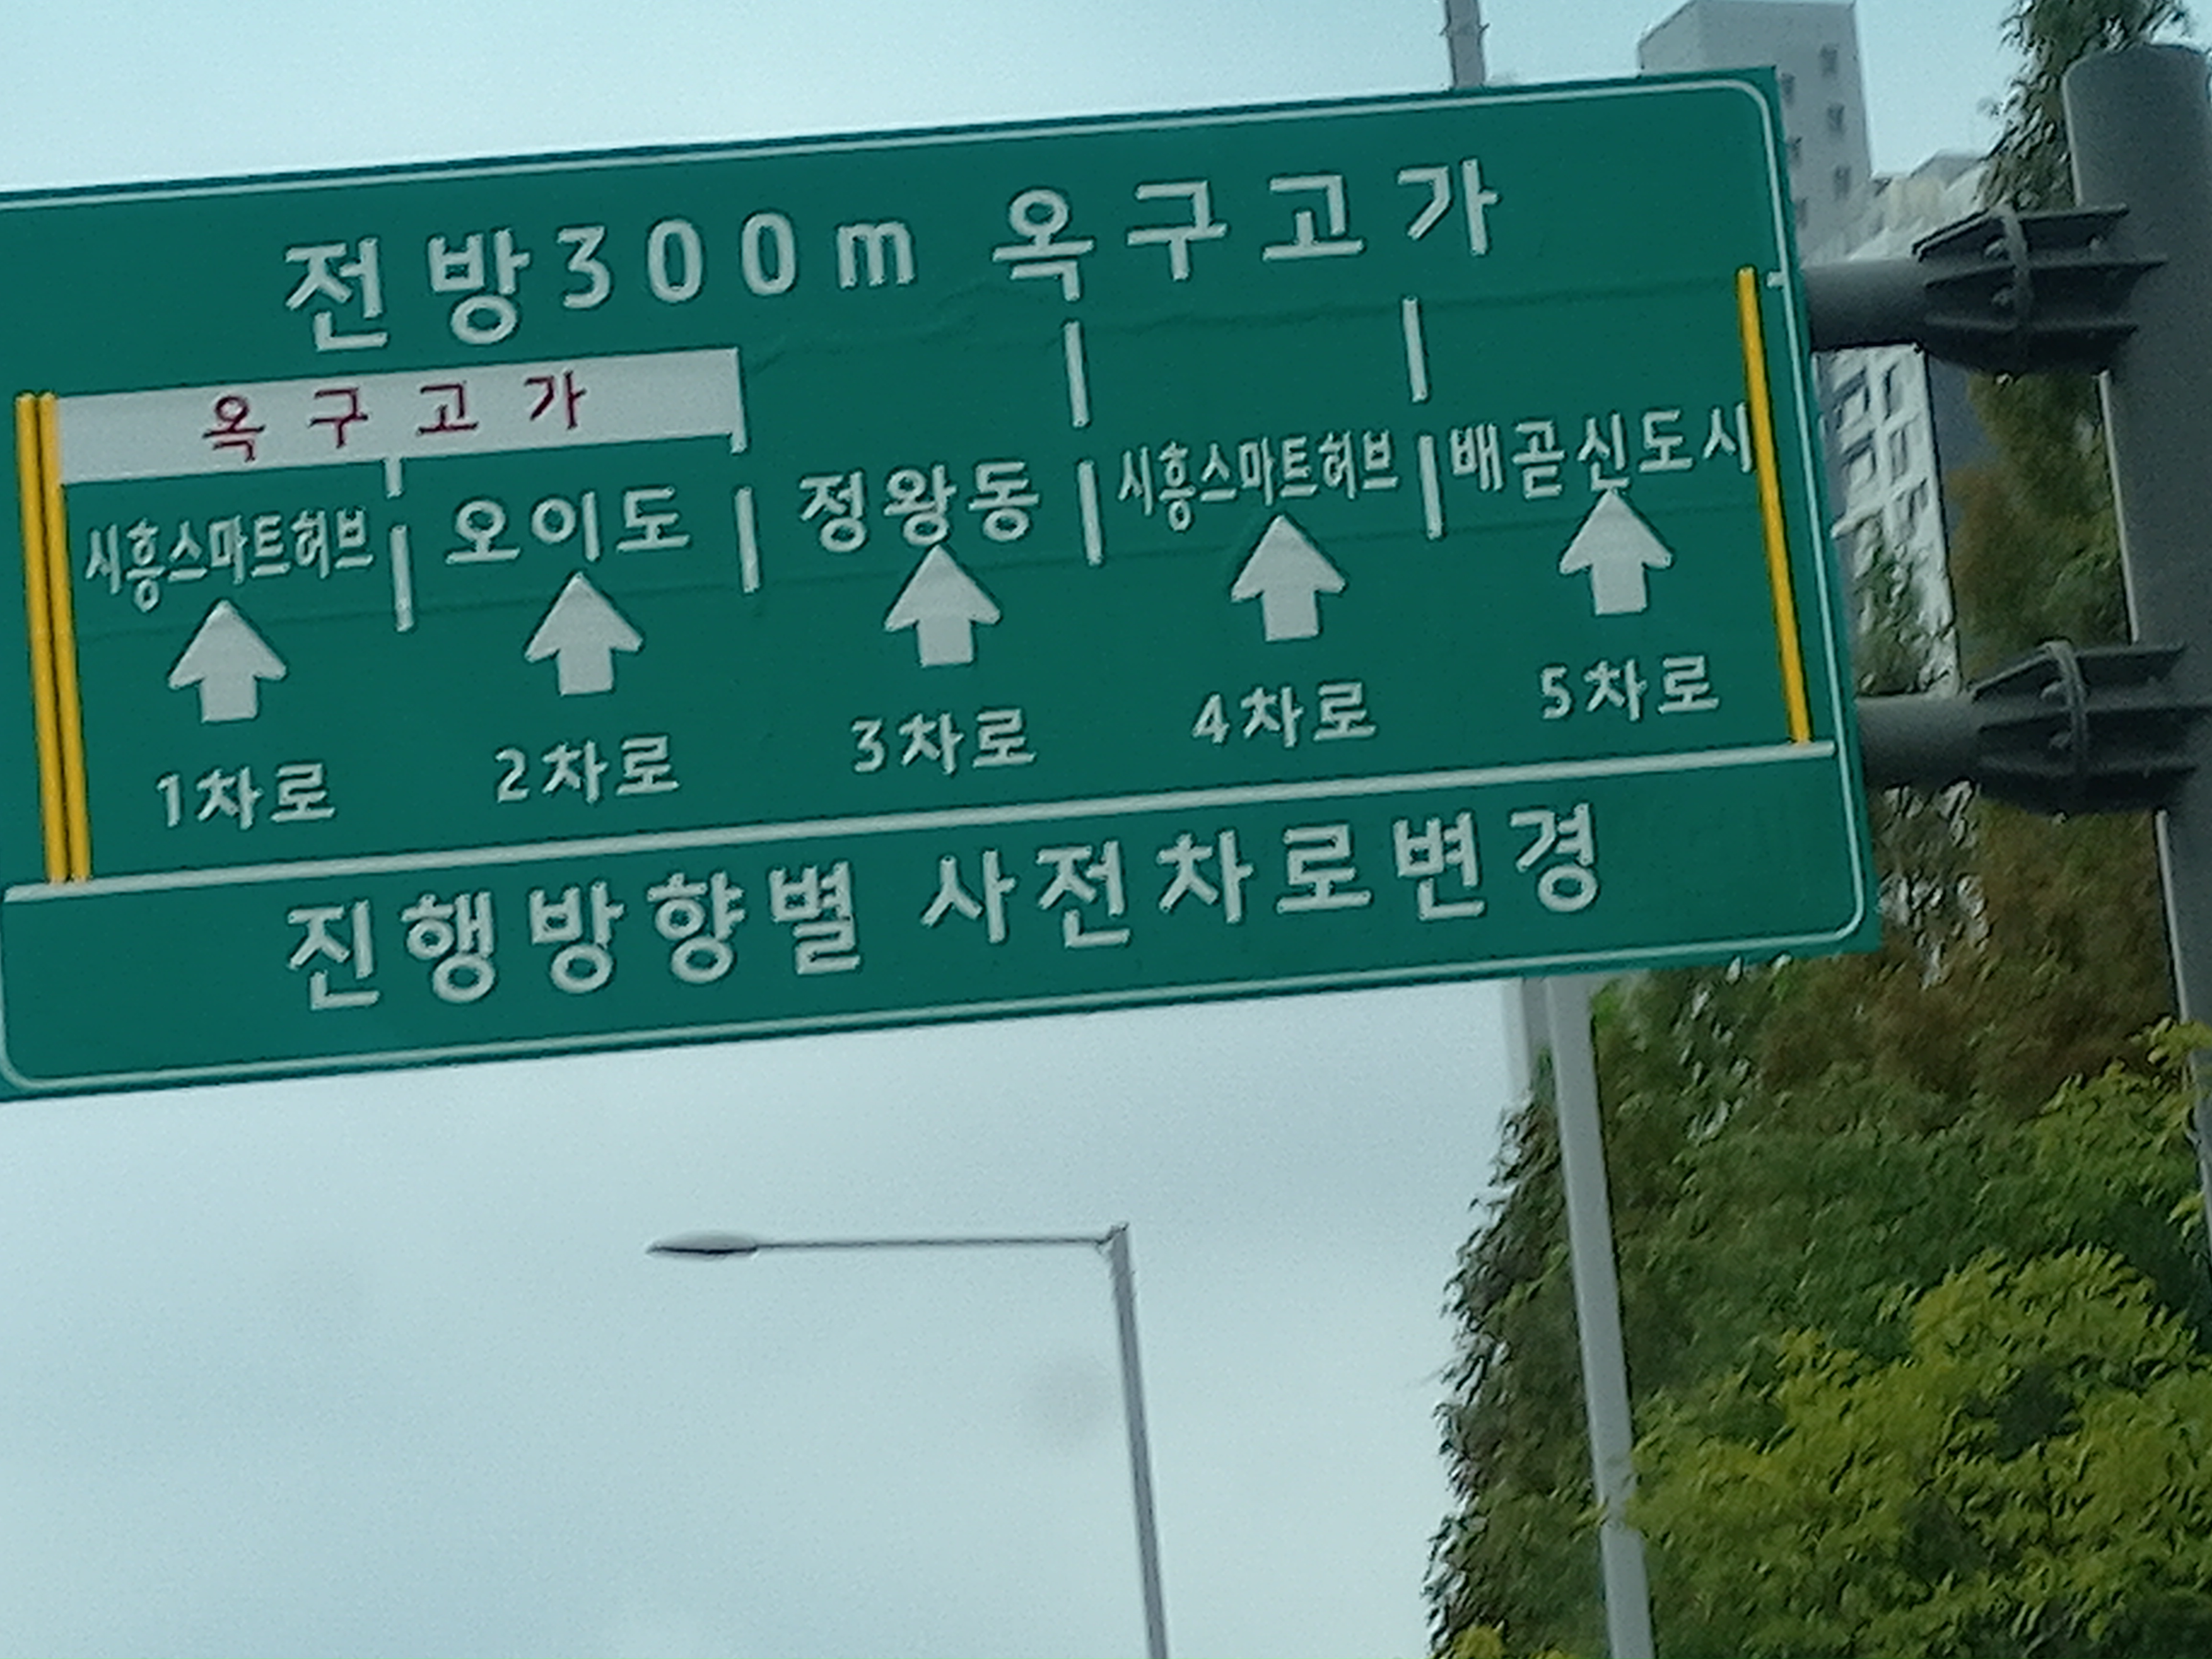 전방300m 옥구고가
옥구고가
시흥스마트허브 오이도 정왕동 시흥스마트허브 배곧신도시
1차로 2차로 3차로 4차로 5차로
진행방향별 사전차로변경